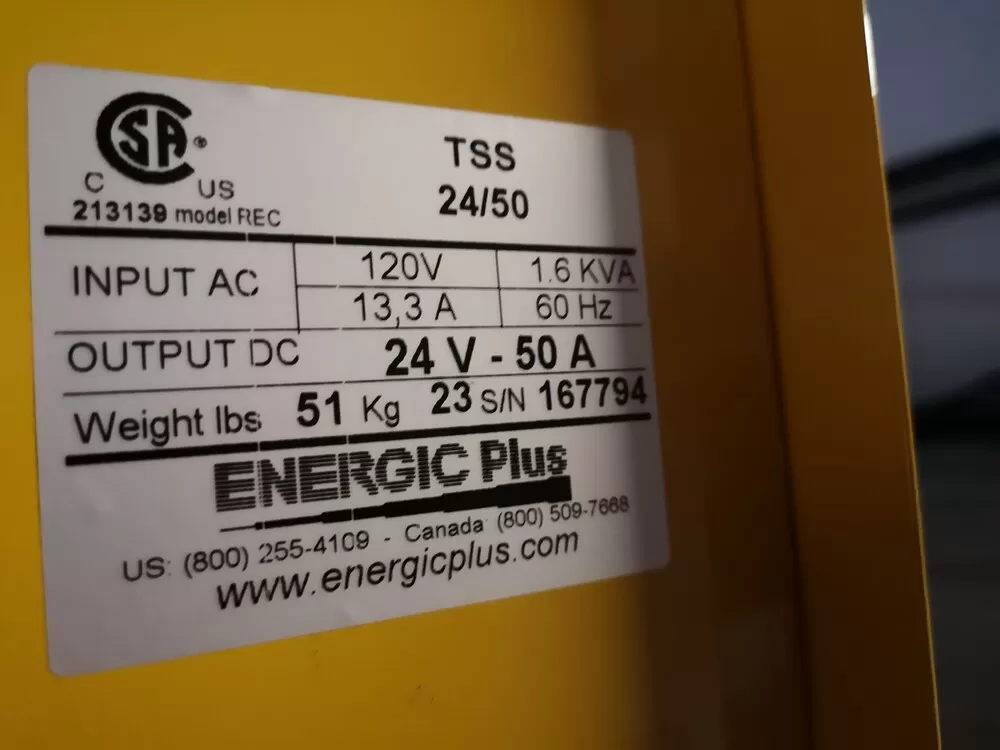 CSA®
C US
213139 model REC
TSS
24/50
INPUT AC 120V 1.6 KVA
13,3 A 60 Hz
OUTPUT DC 24 V - 50 A
Weight lbs 51 Kg 23 S/N 167794
ENERGIC Plus
US: (800) 255-4109 - Canada (800) 509-7668
www.energicplus.com